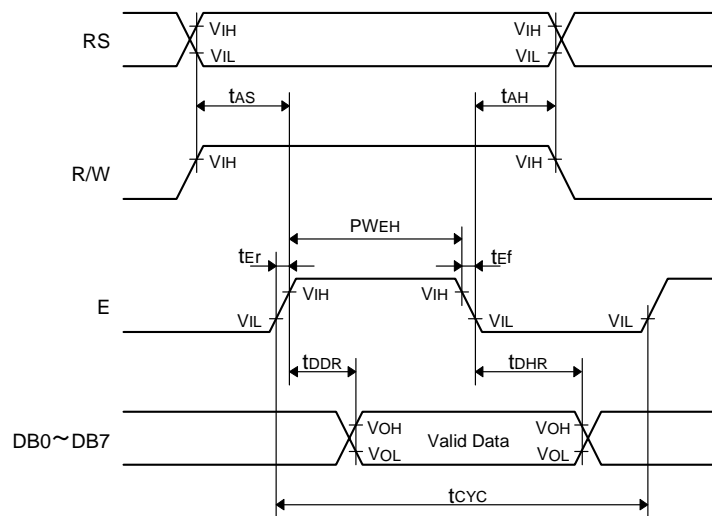 RS
VIH
VIL
VIH
VIL
tAS
tAH
R/W
VIH
VIH
PWEH
tEr
tEf
E
VIL
VIH
VIH
VIL
VIL
tDDR
tDHR
DB0~DB7
VOH
VOL
Valid Data
VOH
VOL
tCYC